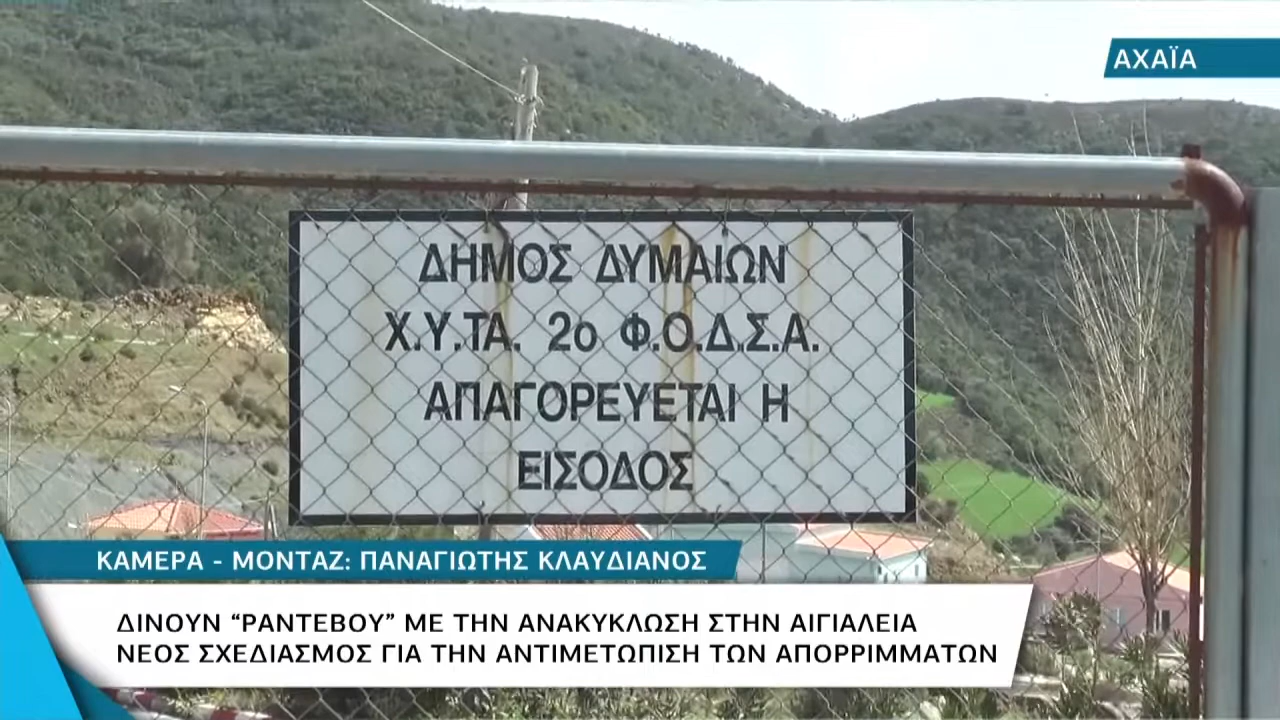 ΑΧΑΪΑ
ΔΗΜΟΣ ΔΥΜΑΙΩΝ
Χ.Υ.ΤΑ. 2ο Φ.Ο.Δ.Σ.Α.
ΑΠΑΓΟΡΕΥΕΤΑΙ Η
ΕΙΣΟΔΟΣ
ΚΑΜΕΡΑ - ΜΟΝΤΑΖ: ΠΑΝΑΓΙΩΤΗΣ ΚΛΑΥΔΙΑΝΟΣ
ΔΙΝΟΥΝ “ΡΑΝΤΕΒΟΥ” ΜΕ ΤΗΝ ΑΝΑΚΥΚΛΩΣΗ ΣΤΗΝ ΑΙΓΙΑΛΕΙΑ
ΝΕΟΣ ΣΧΕΔΙΑΣΜΟΣ ΓΙΑ ΤΗΝ ΑΝΤΙΜΕΤΩΠΙΣΗ ΤΩΝ ΑΠΟΡΡΙΜΜΑΤΩΝ